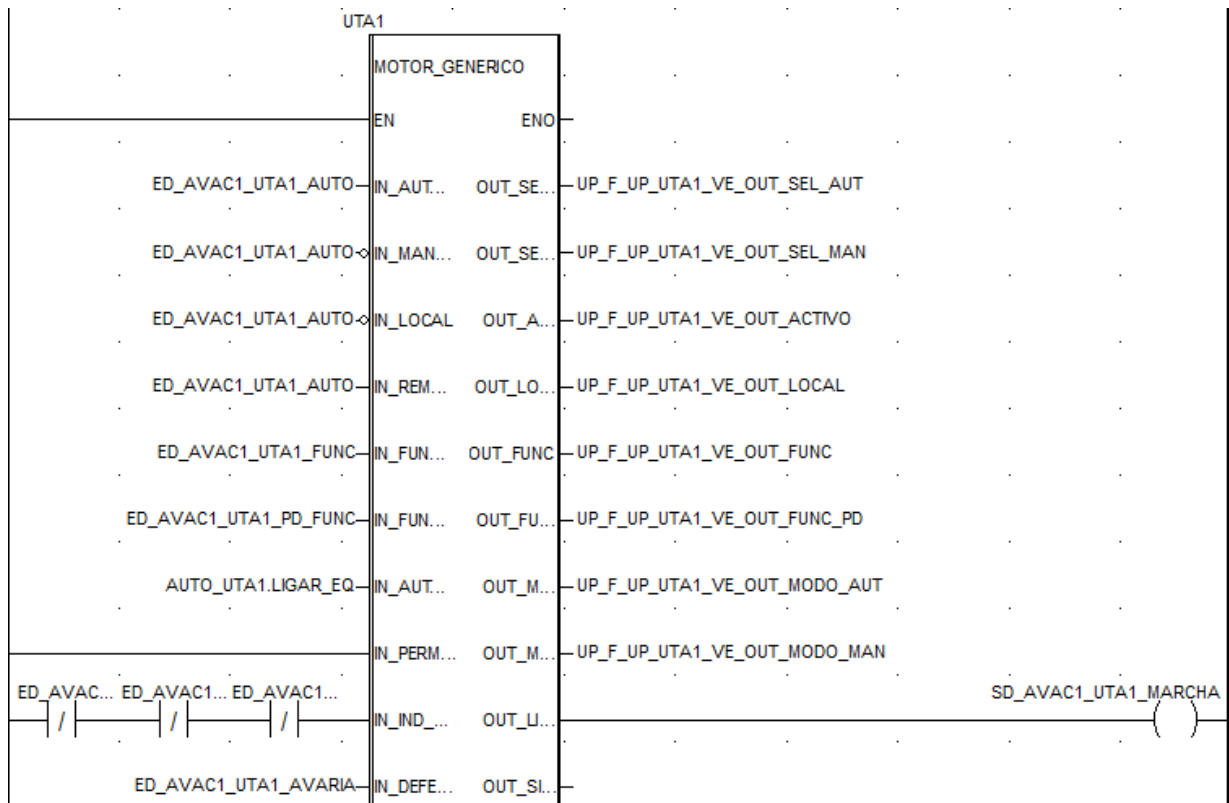 UTA1
MOTOR_GENERICO
EN ENO
ED_AVAC1_UTA1_AUTO IN_AUT... OUT_SE... UP_F_UP_UTA1_VE_OUT_SEL_AUT
ED_AVAC1_UTA1_AUTO IN_MAN... OUT_SE... UP_F_UP_UTA1_VE_OUT_SEL_MAN
ED_AVAC1_UTA1_AUTO IN_LOCAL OUT_A... UP_F_UP_UTA1_VE_OUT_ACTIVO
ED_AVAC1_UTA1_AUTO IN_REM... OUT_LO... UP_F_UP_UTA1_VE_OUT_LOCAL
ED_AVAC1_UTA1_FUNC IN_FUN... OUT_FUNC UP_F_UP_UTA1_VE_OUT_FUNC
ED_AVAC1_UTA1_PD_FUNC IN_FUN... OUT_FU... UP_F_UP_UTA1_VE_OUT_FUNC_PD
AUTO_UTA1.LIGAR_EQ IN_AUT... OUT_M... UP_F_UP_UTA1_VE_OUT_MODO_AUT
IN_PERM... OUT_M... UP_F_UP_UTA1_VE_OUT_MODO_MAN
ED_AVAC... ED_AVAC1... ED_AVAC1... SD_AVAC1_UTA1_MARCHA
IN_IND_... OUT_LI...
ED_AVAC1_UTA1_AVARIA IN_DEFE... OUT_SI...